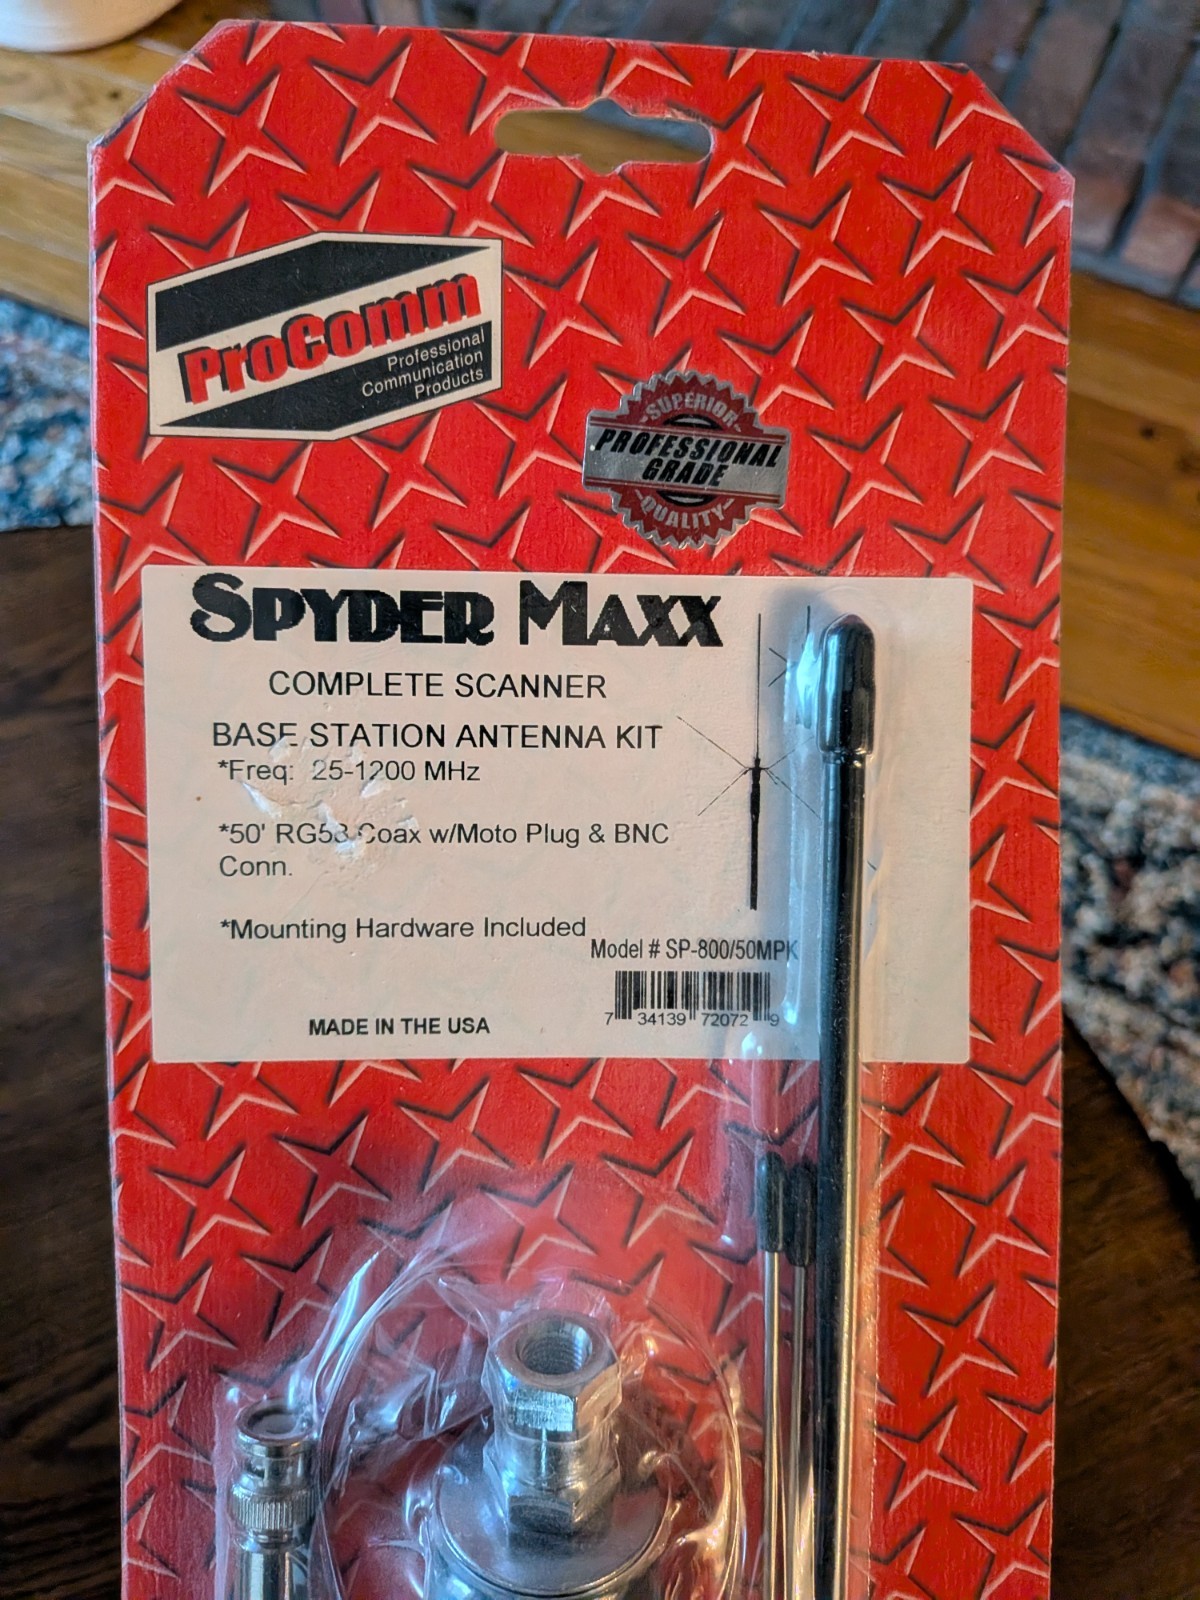 ProComm
Professional
Communication
Products
SUPERIOR
PROFESSIONAL
GRADE
QUALITY
SPYDER MAXX
COMPLETE SCANNER
BASE STATION ANTENNA KIT
*Freq: 25-1200 MHz
*50' RG58 Coax w/Moto Plug & BNC
Conn.
*Mounting Hardware Included
Model # SP-800/50MPK
7 34139 72072 9
MADE IN THE USA